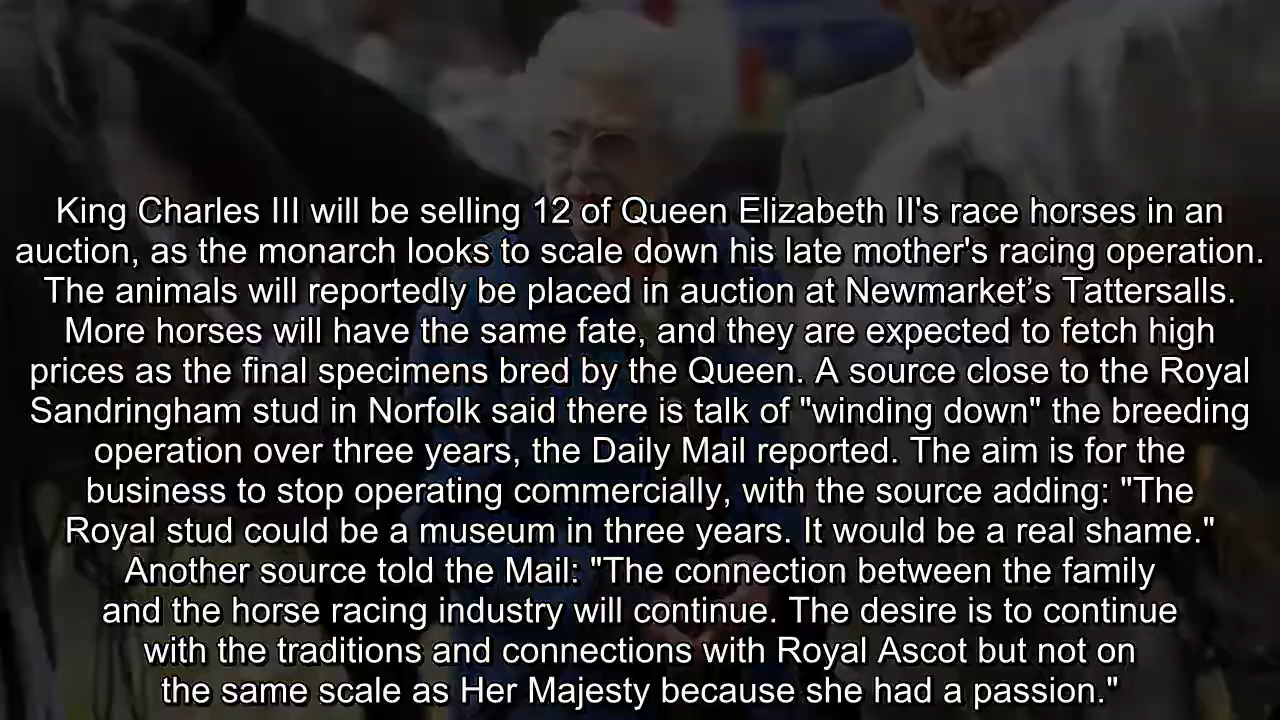 King Charles III will be selling 12 of Queen Elizabeth II's race horses in an
auction, as the monarch looks to scale down his late mother's racing operation.
The animals will reportedly be placed in auction at Newmarket’s Tattersalls.
More horses will have the same fate, and they are expected to fetch high
prices as the final specimens bred by the Queen. A source close to the Royal
Sandringham stud in Norfolk said there is talk of "winding down" the breeding
operation over three years, the Daily Mail reported. The aim is for the
business to stop operating commercially, with the source adding: "The
Royal stud could be a museum in three years. It would be a real shame."
Another source told the Mail: "The connection between the family
and the horse racing industry will continue. The desire is to continue
with the traditions and connections with Royal Ascot but not on
the same scale as Her Majesty because she had a passion."